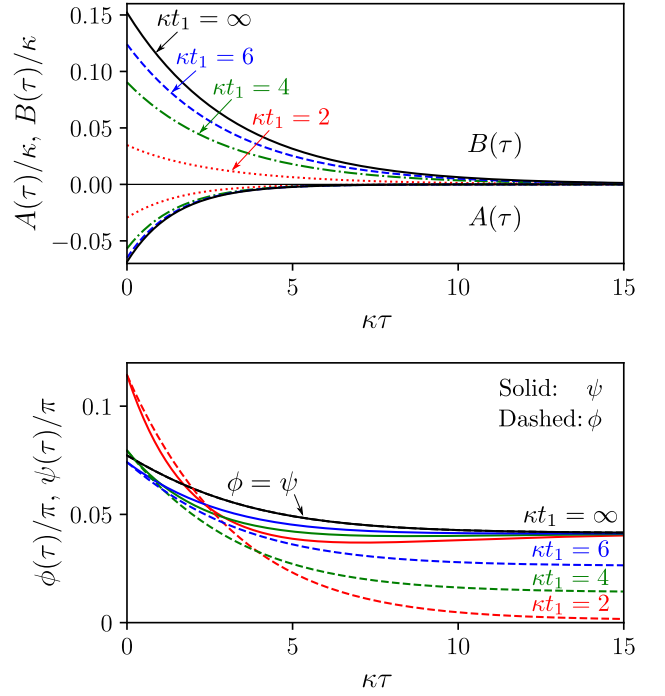 A(τ)/κ, B(τ)/κ
0.15
0.10
0.05
0.00
−0.05
κt₁ = ∞
κt₁ = 6
κt₁ = 4
κt₁ = 2
B(τ)
A(τ)
0 5 10 15
κτ
ϕ(τ)/π, ψ(τ)/π
0.1
0.05
0
Solid: ψ
Dashed: ϕ
ϕ = ψ
κt₁ = ∞
κt₁ = 6
κt₁ = 4
κt₁ = 2
0 5 10 15
κτ